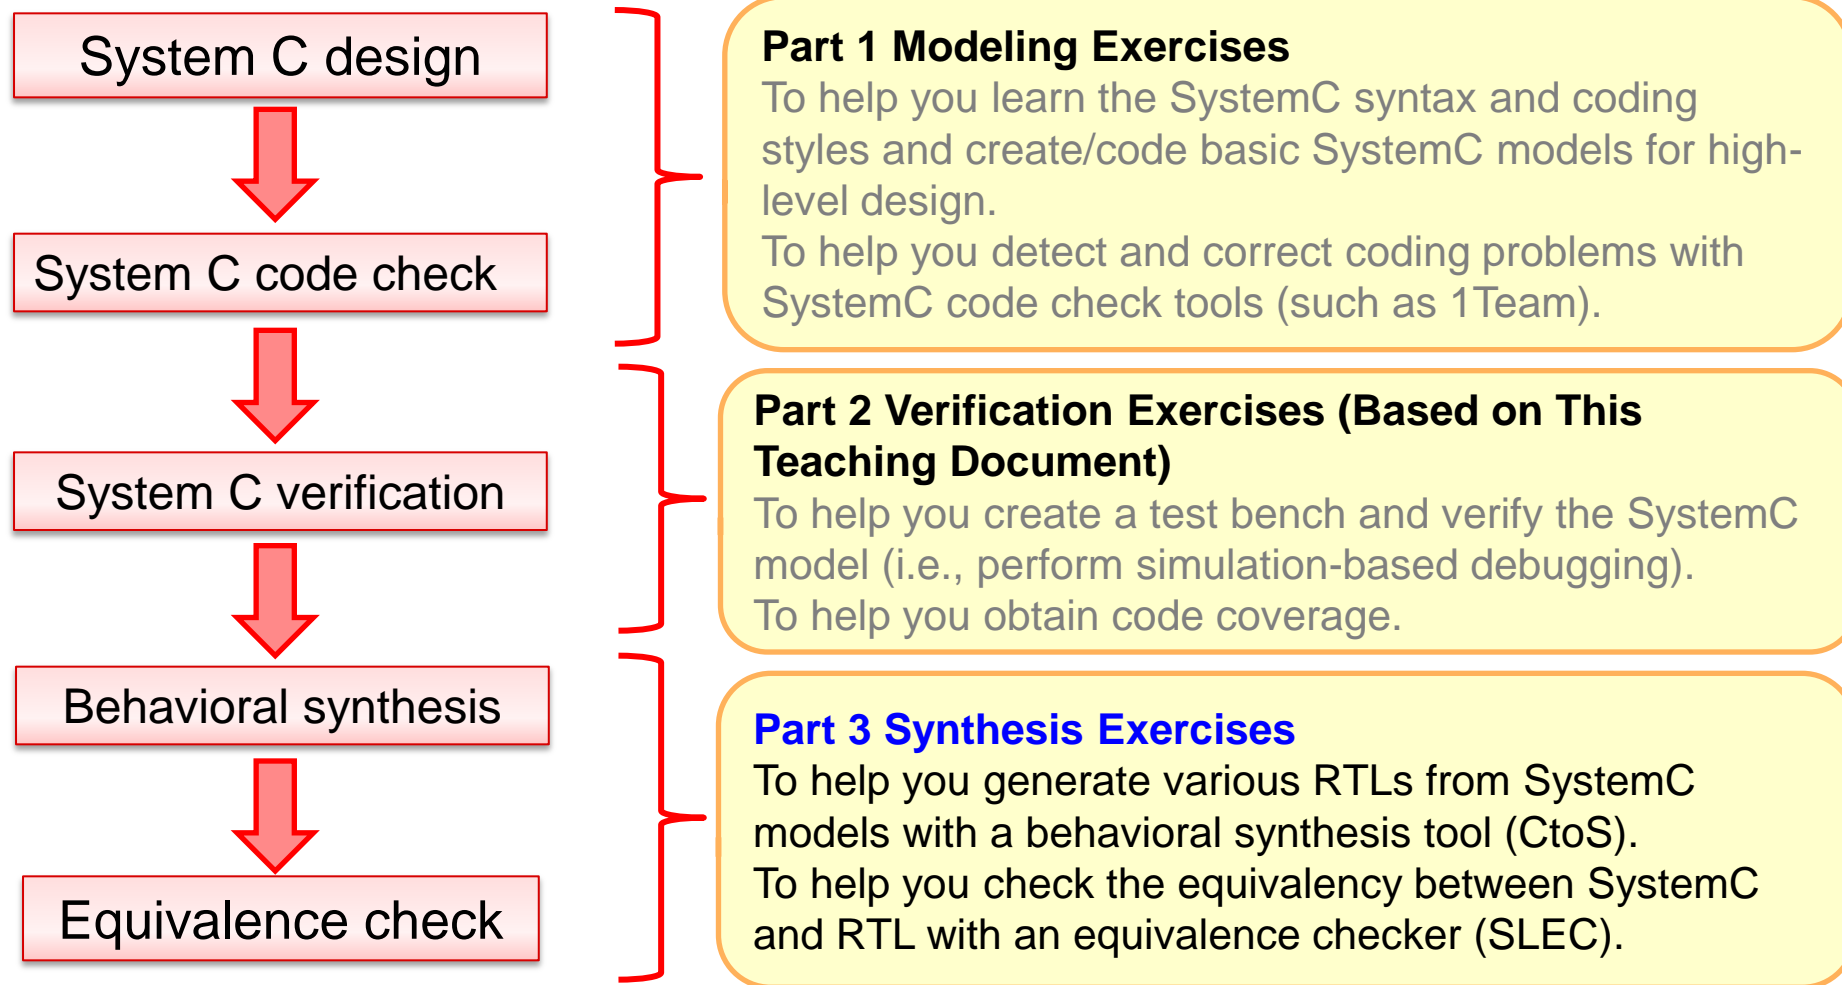 System C design
System C code check
System C verification
Behavioral synthesis
Equivalence check
Part 1 Modeling Exercises
To help you learn the SystemC syntax and coding
styles and create/code basic SystemC models for high-
level design.
To help you detect and correct coding problems with
SystemC code check tools (such as 1Team).
Part 2 Verification Exercises (Based on This
Teaching Document)
To help you create a test bench and verify the SystemC
model (i.e., perform simulation-based debugging).
To help you obtain code coverage.
Part 3 Synthesis Exercises
To help you generate various RTLs from SystemC
models with a behavioral synthesis tool (CtoS).
To help you check the equivalency between SystemC
and RTL with an equivalence checker (SLEC).